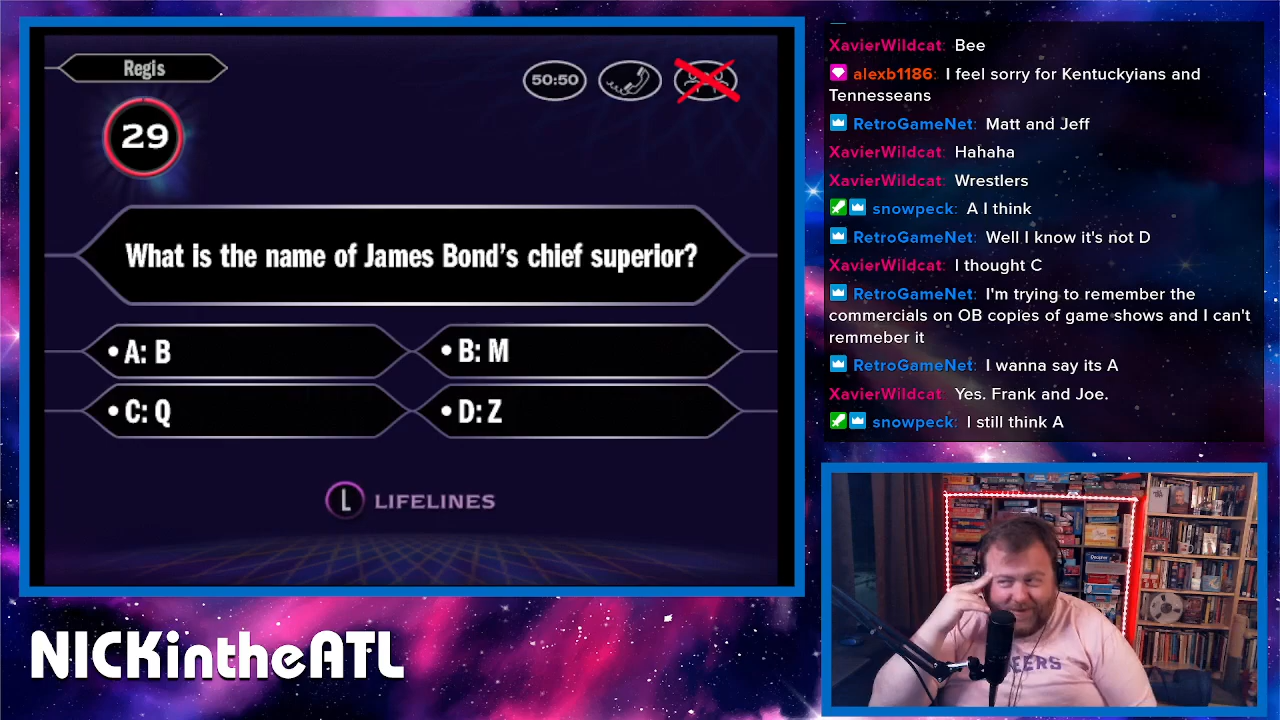 Regis
50:50
29
What is the name of James Bond's chief superior?
• A: B
• B: M
• C: Q
• D: Z
L LIFELINES
NICKintheATL
XavierWildcat: Bee
alexb1186: I feel sorry for Kentuckyians and
Tennesseans
RetroGameNet: Matt and Jeff
XavierWildcat: Hahaha
XavierWildcat: Wrestlers
snowpeck: A I think
RetroGameNet: Well I know it's not D
XavierWildcat: I thought C
RetroGameNet: I'm trying to remember the
commercials on OB copies of game shows and I can't
remmeber it
RetroGameNet: I wanna say its A
XavierWildcat: Yes. Frank and Joe.
snowpeck: I still think A